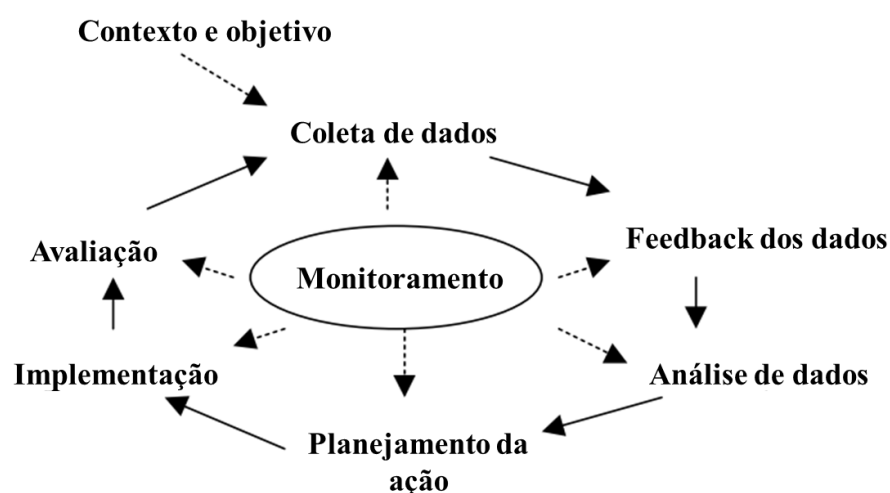 Contexto e objetivo
Coleta de dados
Feedback dos dados
Avaliação
Monitoramento
Implementação
Análise de dados
Planejamento da
ação